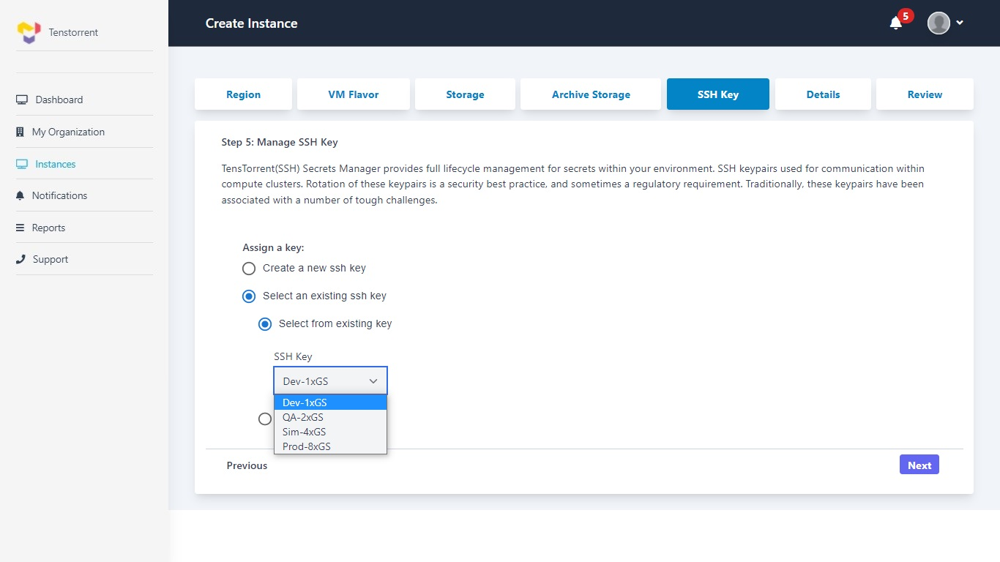 Tenstorrent
Create Instance
5
Dashboard
My Organization
Instances
Notifications
Reports
Support
Region
VM Flavor
Storage
Archive Storage
SSH Key
Details
Review
Step 5: Manage SSH Key
TensTorrent(SSH) Secrets Manager provides full lifecycle management for secrets within your environment. SSH keypairs used for communication within
compute clusters. Rotation of these keypairs is a security best practice, and sometimes a regulatory requirement. Traditionally, these keypairs have been
associated with a number of tough challenges.
Assign a key:
Create a new ssh key
Select an existing ssh key
Select from existing key
SSH Key
Dev-1xGS
Dev-1xGS
QA-2xGS
Sim-4xGS
Prod-8xGS
Previous
Next